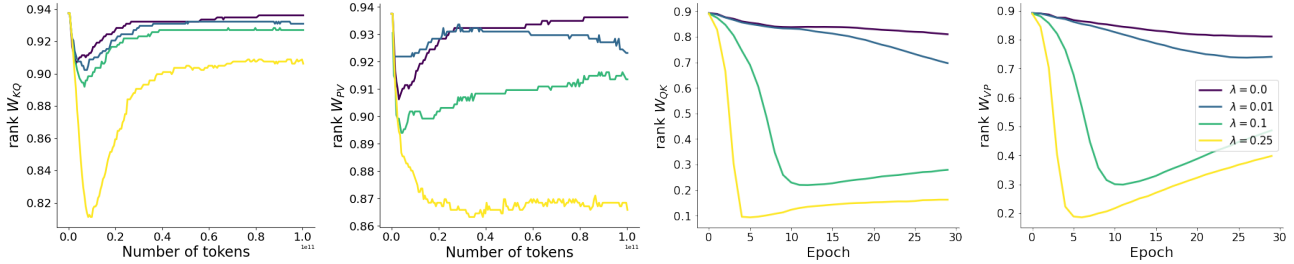 rank W_KQ
0.94
0.92
0.90
0.88
0.86
0.84
0.82
0.0 0.2 0.4 0.6 0.8 1.0
1e11
Number of tokens
rank W_PV
0.94
0.93
0.92
0.91
0.90
0.89
0.88
0.87
0.86
0.0 0.2 0.4 0.6 0.8 1.0
1e11
Number of tokens
rank W_QK
0.9
0.8
0.7
0.6
0.5
0.4
0.3
0.2
0.1
0 5 10 15 20 25 30
Epoch
rank W_VP
0.9
0.8
0.7
0.6
0.5
0.4
0.3
0.2
λ = 0.0
λ = 0.01
λ = 0.1
λ = 0.25
0 5 10 15 20 25 30
Epoch